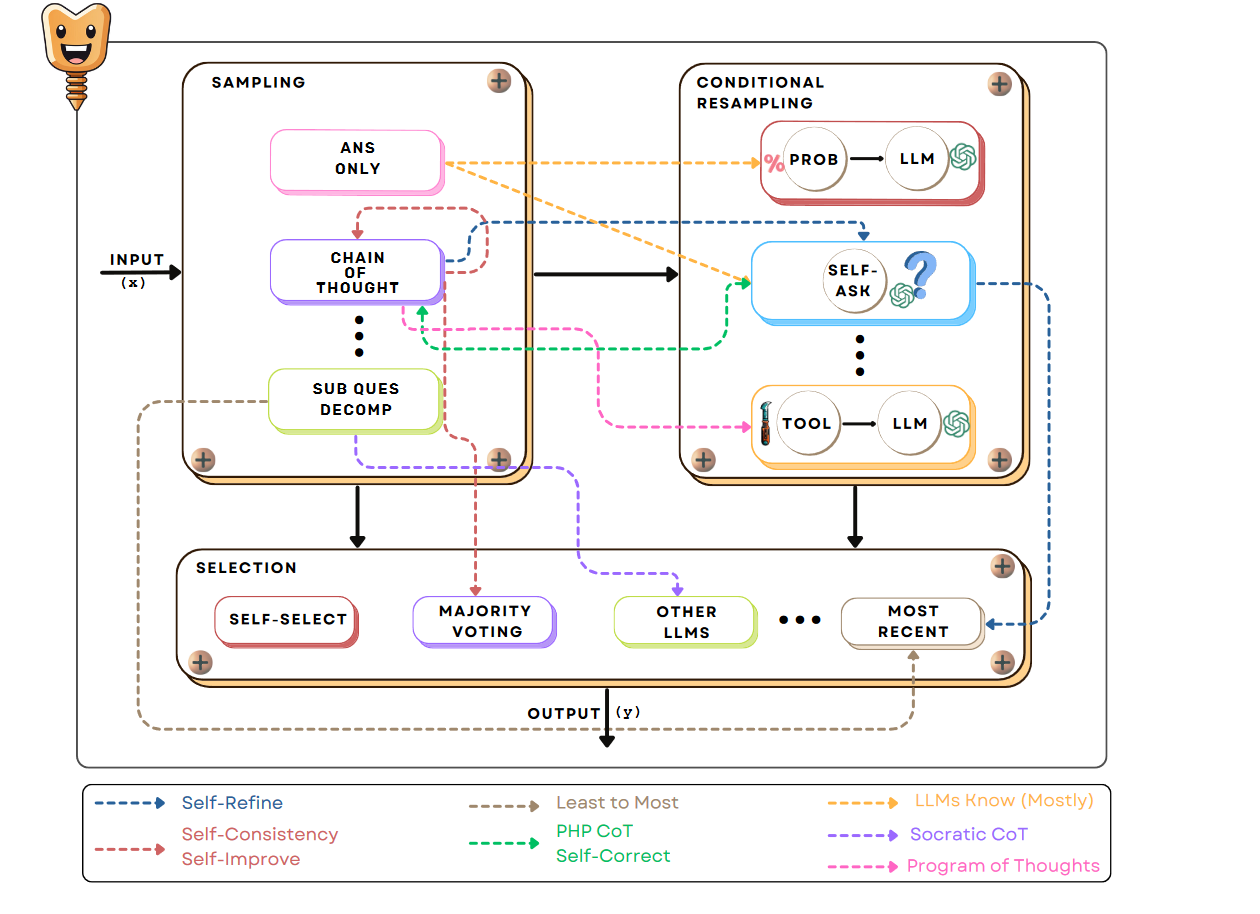 SAMPLING
CONDITIONAL
RESAMPLING
ANS
ONLY
% PROB
LLM
CHAIN
OF
THOUGHT
INPUT
(x)
SELF-
ASK
?
SUB QUES
DECOMP
TOOL
LLM
SELECTION
SELF-SELECT
MAJORITY
VOTING
OTHER
LLMS
MOST
RECENT
OUTPUT (y)
Self-Refine
Self-Consistency
Self-Improve
Least to Most
PHP CoT
Self-Correct
LLMs Know (Mostly)
Socratic CoT
Program of Thoughts